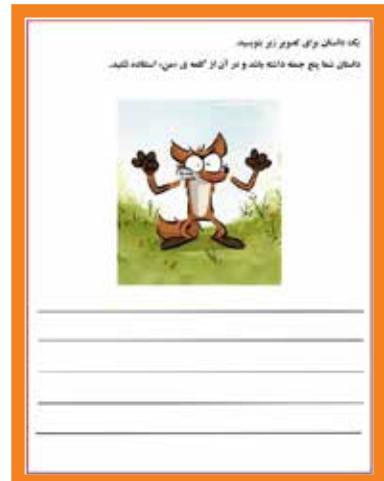 یک داستان برای تصویر زیر بنویسید.
داستان شما پنج جمله داشته باشد و در آن از کلمه ی «من» استفاده کنید.